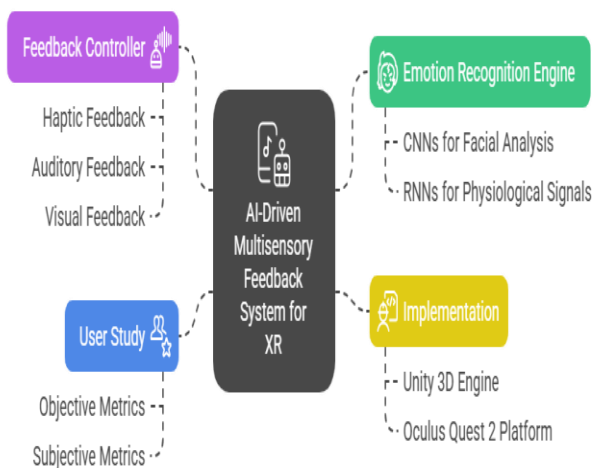 Feedback Controller
Haptic Feedback
Auditory Feedback
Visual Feedback
User Study
Objective Metrics
Subjective Metrics
AI-Driven
Multisensory
Feedback
System for
XR
Emotion Recognition Engine
CNNs for Facial Analysis
RNNs for Physiological Signals
Implementation
Unity 3D Engine
Oculus Quest 2 Platform